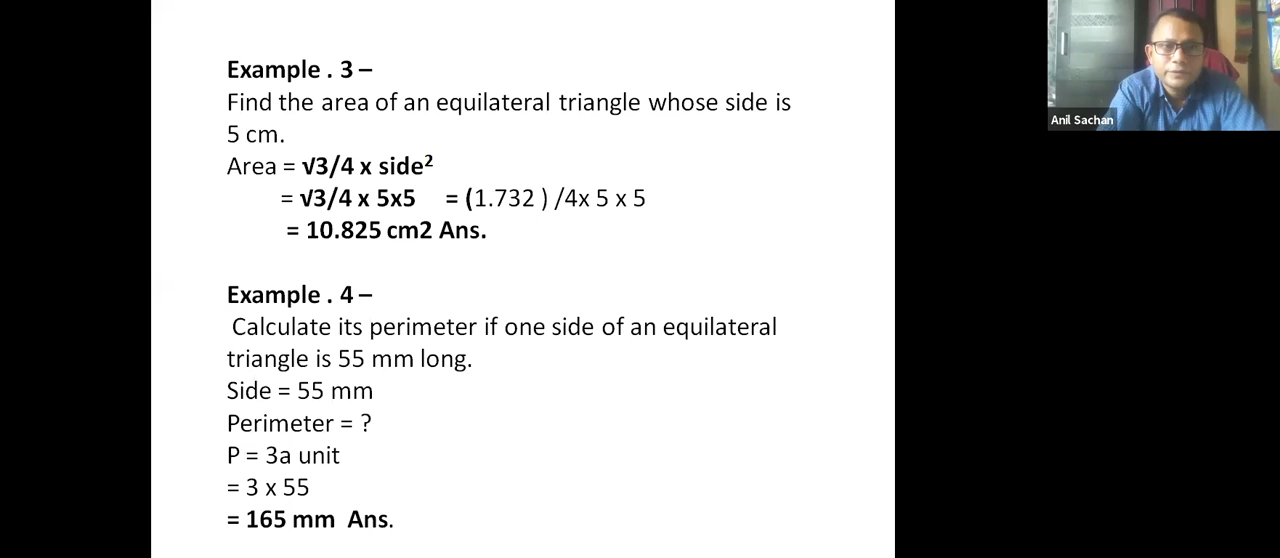 Example . 3 –
Find the area of an equilateral triangle whose side is
5 cm.
Area = √3/4 x side²
= √3/4 x 5x5 = (1.732 ) /4x 5 x 5
= 10.825 cm2 Ans.
Example . 4 –
Calculate its perimeter if one side of an equilateral
triangle is 55 mm long.
Side = 55 mm
Perimeter = ?
P = 3a unit
= 3 x 55
= 165 mm Ans.
Anil Sachan